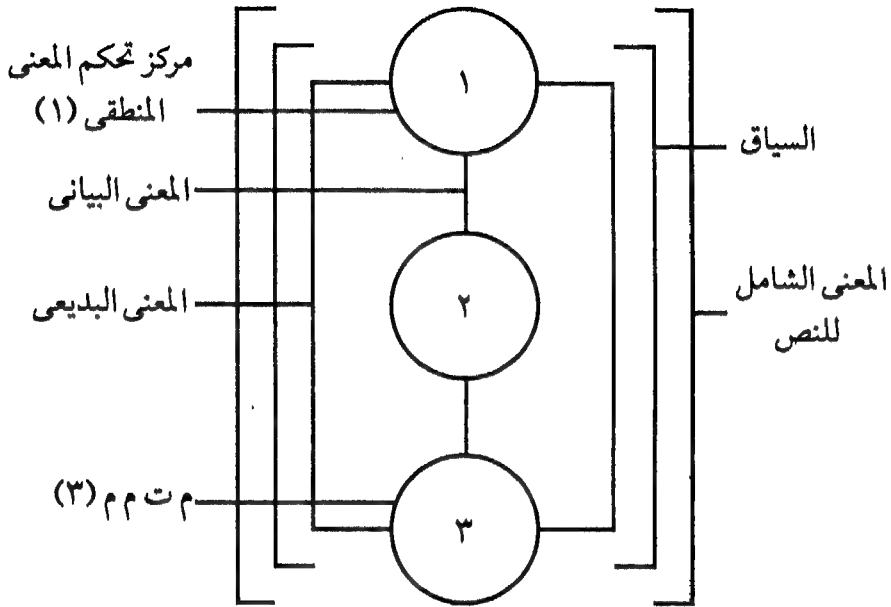 مركز تحكم المعنى
المنطقى (١)
١
السياق
المعنى البيانى
المعنى البديعى
٢
المعنى الشامل
للنص
م ت م م (٣)
٣